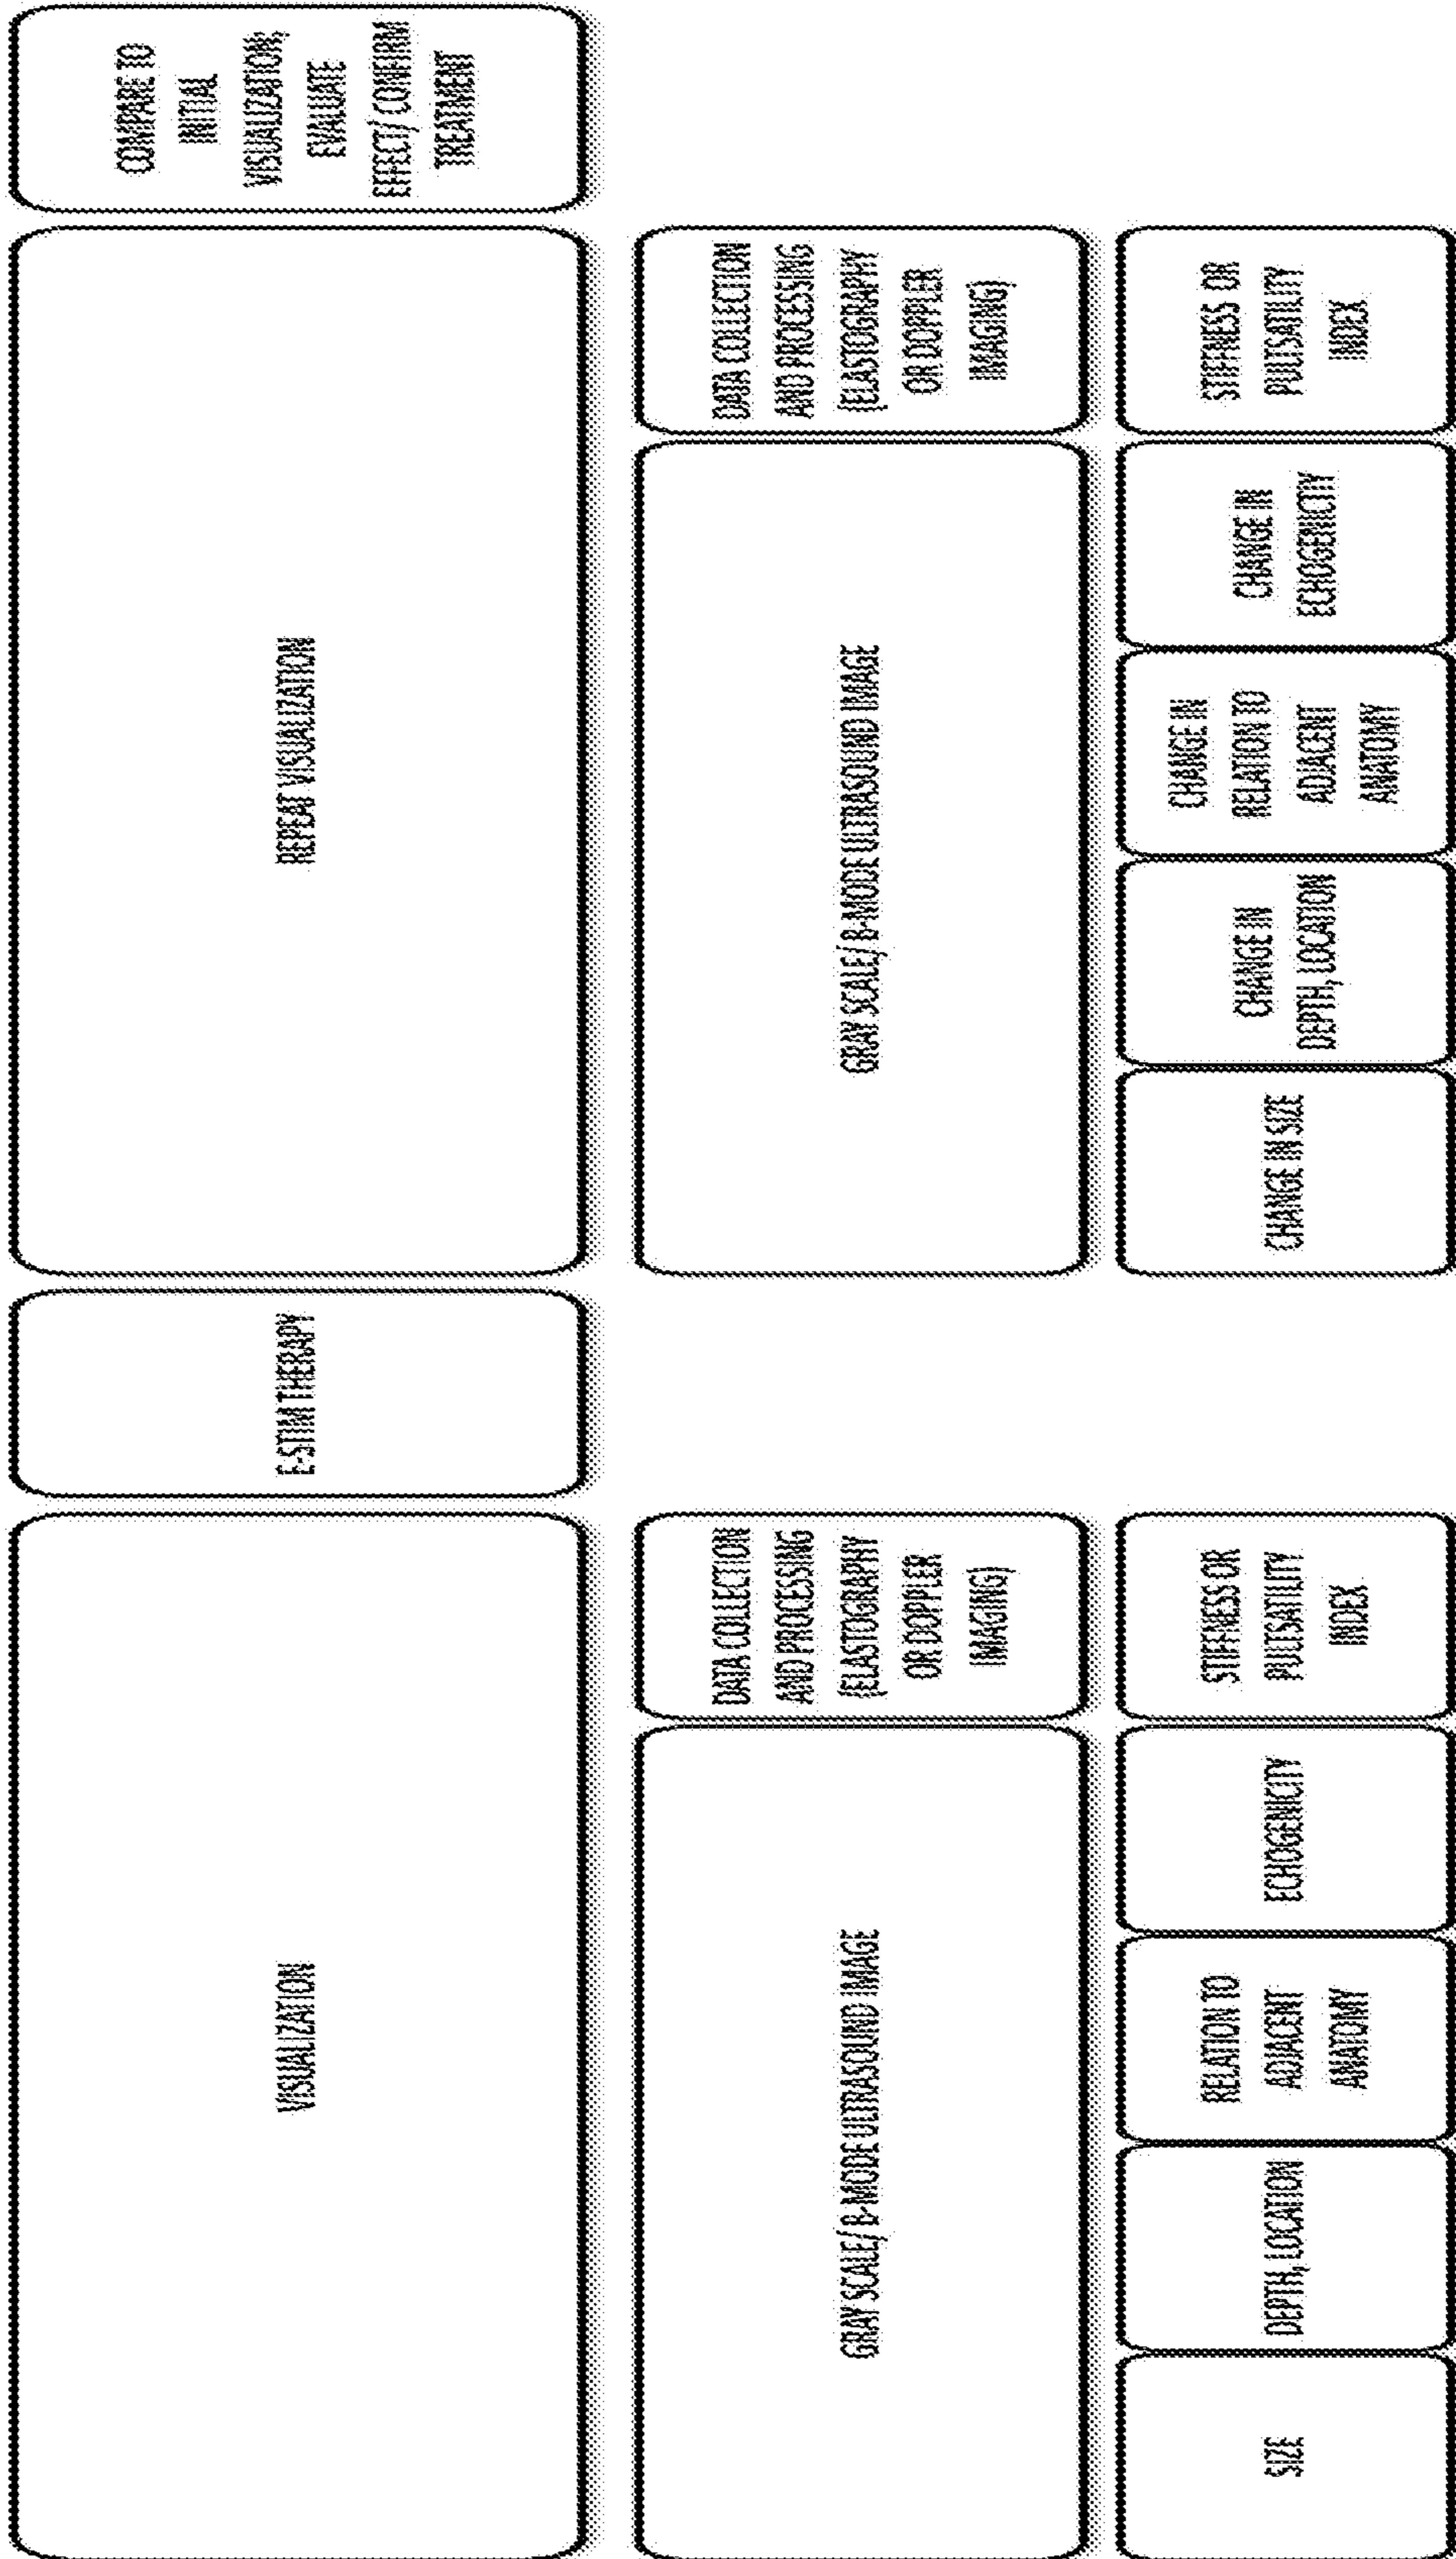 VISUALIZATION
E-STIM THERAPY
REPEAT VISUALIZATION
COMPARE TO
INITIAL
VISUALIZATION;
EVALUATE
EFFECT/ CONFIRM
TREATMENT
GRAY SCALE/ B-MODE ULTRASOUND IMAGE
DATA COLLECTION
AND PROCESSING
(ELASTOGRAPHY
OR DOPPLER
IMAGING)
GRAY SCALE/ B-MODE ULTRASOUND IMAGE
DATA COLLECTION
AND PROCESSING
(ELASTOGRAPHY
OR DOPPLER
IMAGING)
SIZE
DEPTH, LOCATION
RELATION TO
ADJACENT
ANATOMY
ECHOGENICITY
STIFFNESS OR
PULTSATILITY
INDEX
CHANGE IN SIZE
CHANGE IN
DEPTH, LOCATION
CHANGE IN
RELATION TO
ADJACENT
ANATOMY
CHANGE IN
ECHOGENICTIY
STIFFNESS OR
PULTSATILITY
INDEX